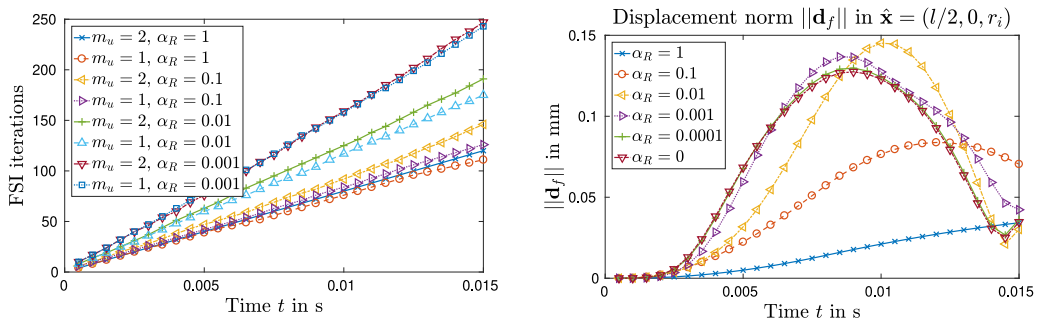 250
200
150
100
50
0
FSI iterations
m_u = 2, α_R = 1
m_u = 1, α_R = 1
m_u = 2, α_R = 0.1
m_u = 1, α_R = 0.1
m_u = 2, α_R = 0.01
m_u = 1, α_R = 0.01
m_u = 2, α_R = 0.001
m_u = 1, α_R = 0.001
0
0.005
0.01
0.015
Time t in s
Displacement norm ||d_f|| in x̂ = (l/2, 0, r_i)
0.15
0.1
0.05
0
||d_f|| in mm
α_R = 1
α_R = 0.1
α_R = 0.01
α_R = 0.001
α_R = 0.0001
α_R = 0
0.005
0.01
0.015
Time t in s